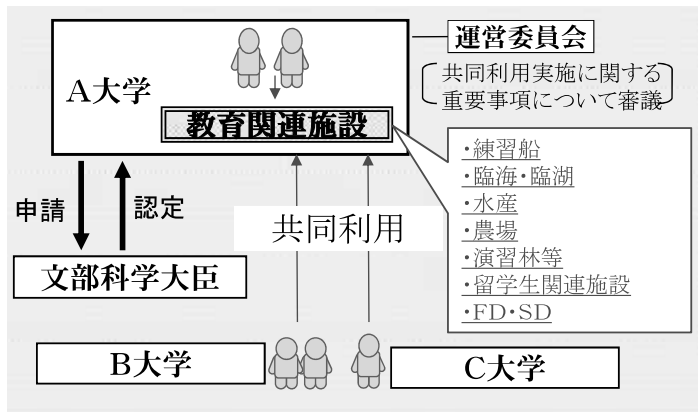 運営委員会
共同利用実施に関する
重要事項について審議
A大学
教育関連施設
・練習船
・臨海・臨湖
・水産
・農場
・演習林等
・留学生関連施設
・FD・SD
申請
認定
共同利用
文部科学大臣
B大学
C大学